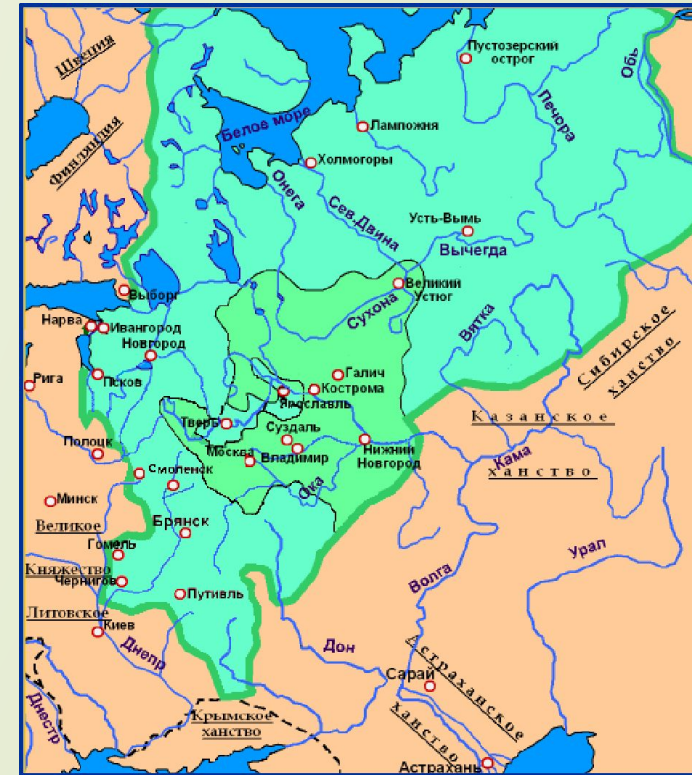 Швеция
Пустозерский
острог
Обь
Печора
Белое море
Лампожня
Финляндия
Холмогоры
Онега
Сев.Двина
Усть-Вымь
Вычегда
Великий
Устюг
Выборг
Сухона
Вятка
Нарва
Ивангород
Новгород
Сибирское
ханство
Галич
Рига
Псков
Кострома
Ярославль
Казанское
Тверь
Суздаль
Полоцк
Москва
Владимир
Нижний
Новгород
Кама
ханство
Смоленск
Ока
Минск
Великое
Брянск
Гомель
Урал
Княжество
Чернигов
Волга
Путивль
Литовское
Киев
Днепр
Дон
Астраханское
ханство
Сарай
Днестр
Крымское
ханство
Астрахань